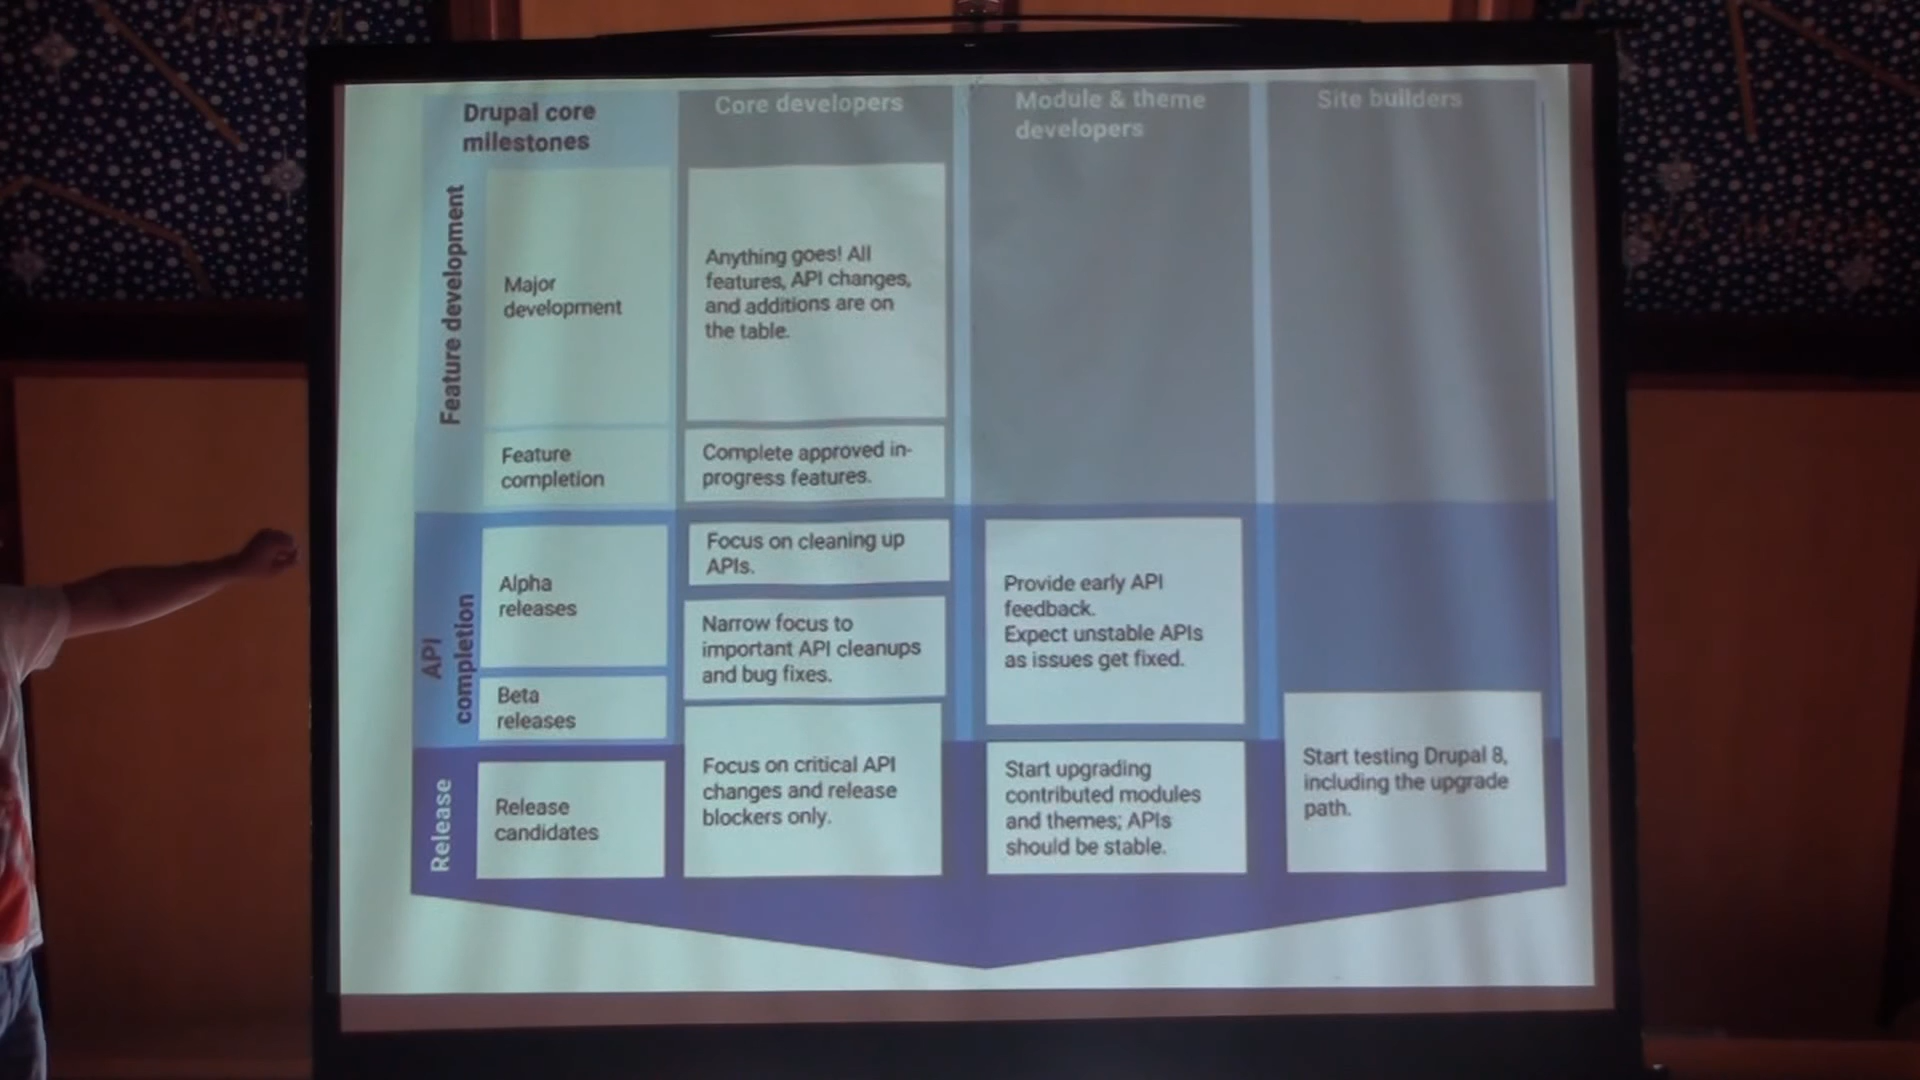 Drupal core
milestones
Core developers
Module & theme
developers
Site builders
Feature development
Major
development
Anything goes! All
features, API changes,
and additions are on
the table.
Feature
completion
Complete approved in-
progress features.
API
completion
Alpha
releases
Focus on cleaning up
APIs.
Narrow focus to
important API cleanups
and bug fixes.
Provide early API
feedback.
Expect unstable APIs
as issues get fixed.
Beta
releases
Release
Release
candidates
Focus on critical API
changes and release
blockers only.
Start upgrading
contributed modules
and themes; APIs
should be stable.
Start testing Drupal 8,
including the upgrade
path.